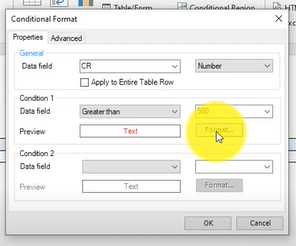 Table/Form Conditional Region HT
Conditional Format
Properties Advanced
General
Data field CR Number
Apply to Entire Table Row
Condition 1
Data field Greater than 500
Preview Text Format...
Condition 2
Data field
Preview Text Format...
OK Cancel